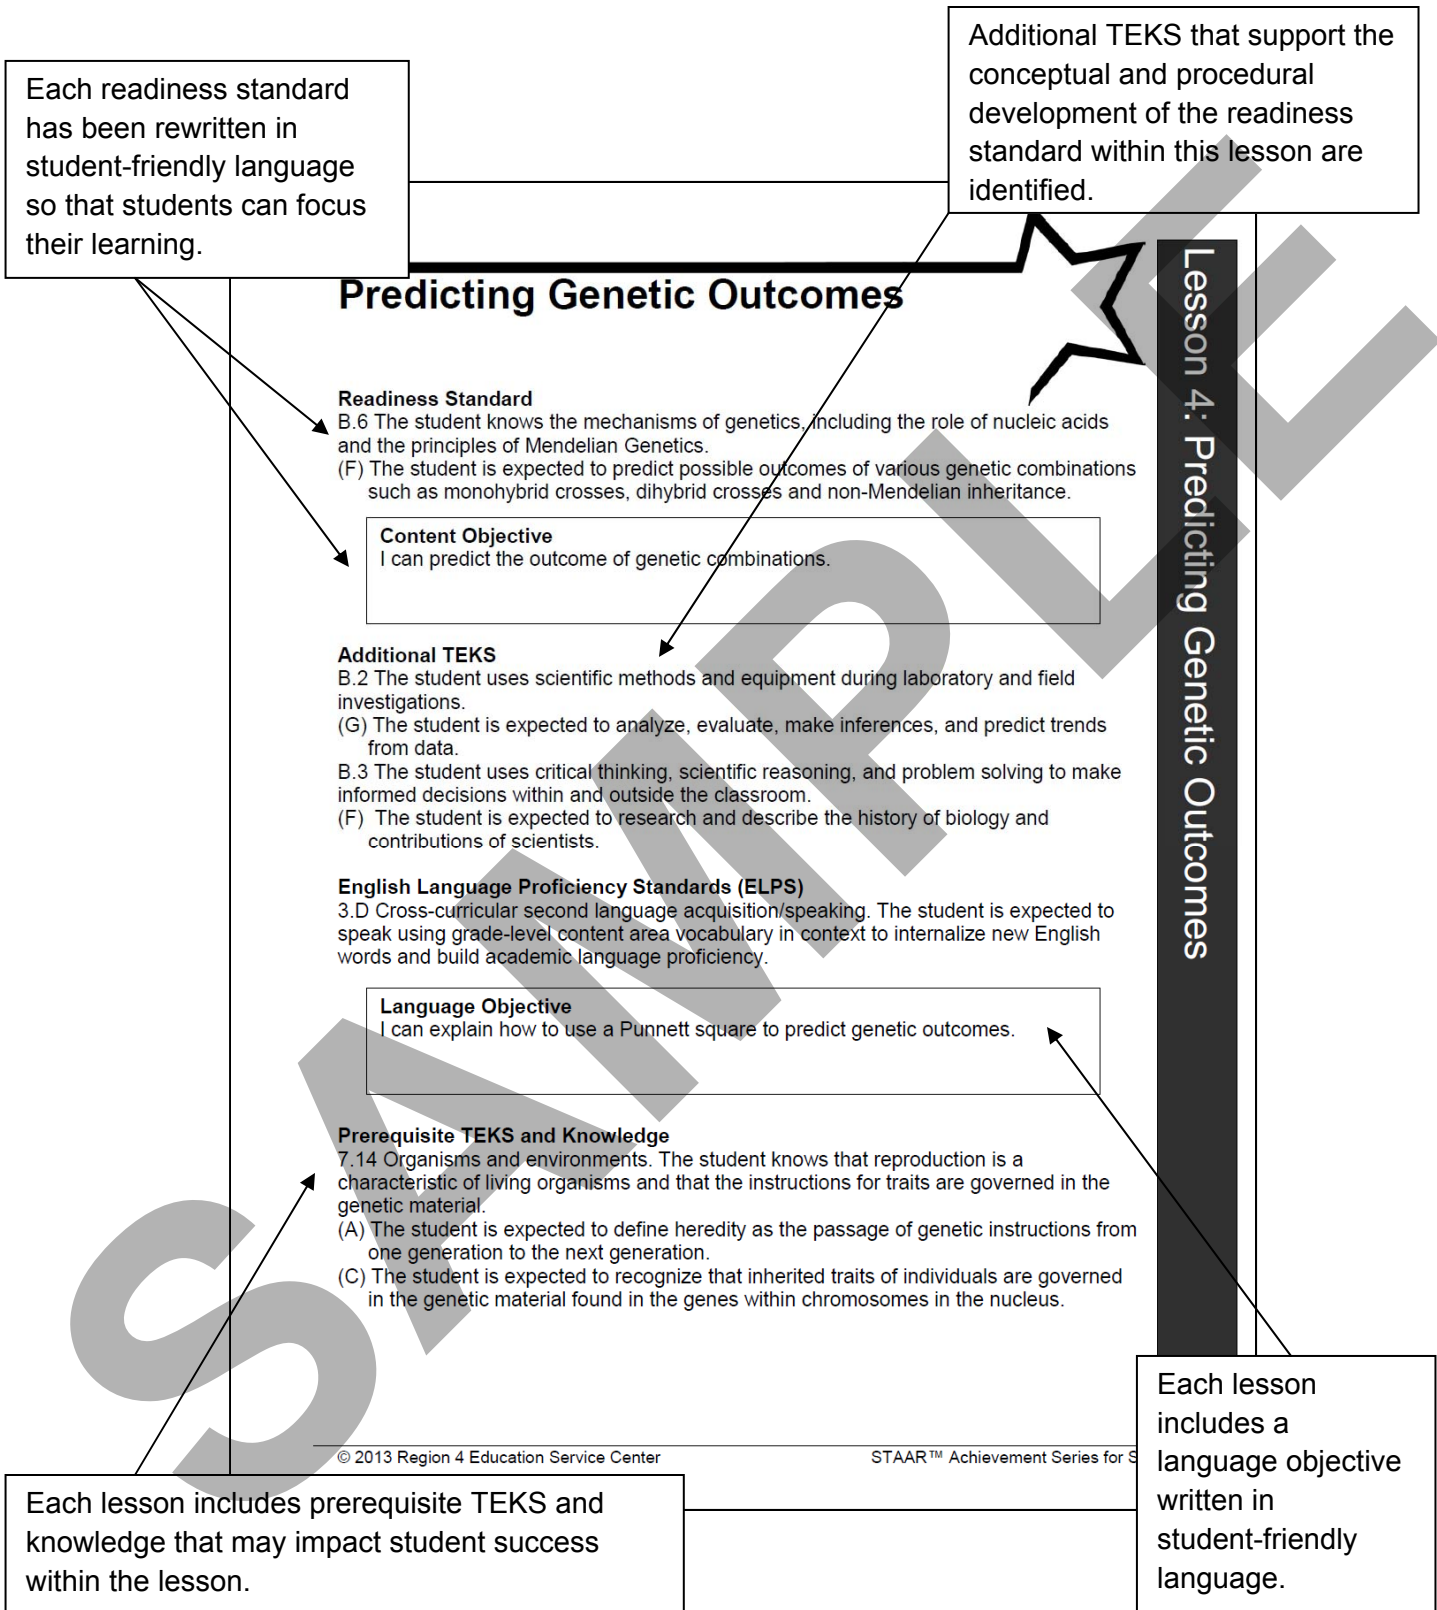 Additional TEKS that support the
conceptual and procedural
development of the readiness
standard within this lesson are
identified.
Each readiness standard
has been rewritten in
student-friendly language
so that students can focus
their learning.
Predicting Genetic Outcomes
Lesson 4: Predicting Genetic Outcomes
Readiness Standard
B.6 The student knows the mechanisms of genetics, including the role of nucleic acids
and the principles of Mendelian Genetics.
(F) The student is expected to predict possible outcomes of various genetic combinations
such as monohybrid crosses, dihybrid crosses and non-Mendelian inheritance.
Content Objective
I can predict the outcome of genetic combinations.
Additional TEKS
B.2 The student uses scientific methods and equipment during laboratory and field
investigations.
(G) The student is expected to analyze, evaluate, make inferences, and predict trends
from data.
B.3 The student uses critical thinking, scientific reasoning, and problem solving to make
informed decisions within and outside the classroom.
(F) The student is expected to research and describe the history of biology and
contributions of scientists.
English Language Proficiency Standards (ELPS)
3.D Cross-curricular second language acquisition/speaking. The student is expected to
speak using grade-level content area vocabulary in context to internalize new English
words and build academic language proficiency.
Language Objective
I can explain how to use a Punnett square to predict genetic outcomes.
Prerequisite TEKS and Knowledge
7.14 Organisms and environments. The student knows that reproduction is a
characteristic of living organisms and that the instructions for traits are governed in the
genetic material.
(A) The student is expected to define heredity as the passage of genetic instructions from
one generation to the next generation.
(C) The student is expected to recognize that inherited traits of individuals are governed
in the genetic material found in the genes within chromosomes in the nucleus.
© 2013 Region 4 Education Service Center
STAAR™ Achievement Series for S
Each lesson
includes a
language objective
written in
student-friendly
language.
Each lesson includes prerequisite TEKS and
knowledge that may impact student success
within the lesson.
SAMPLE